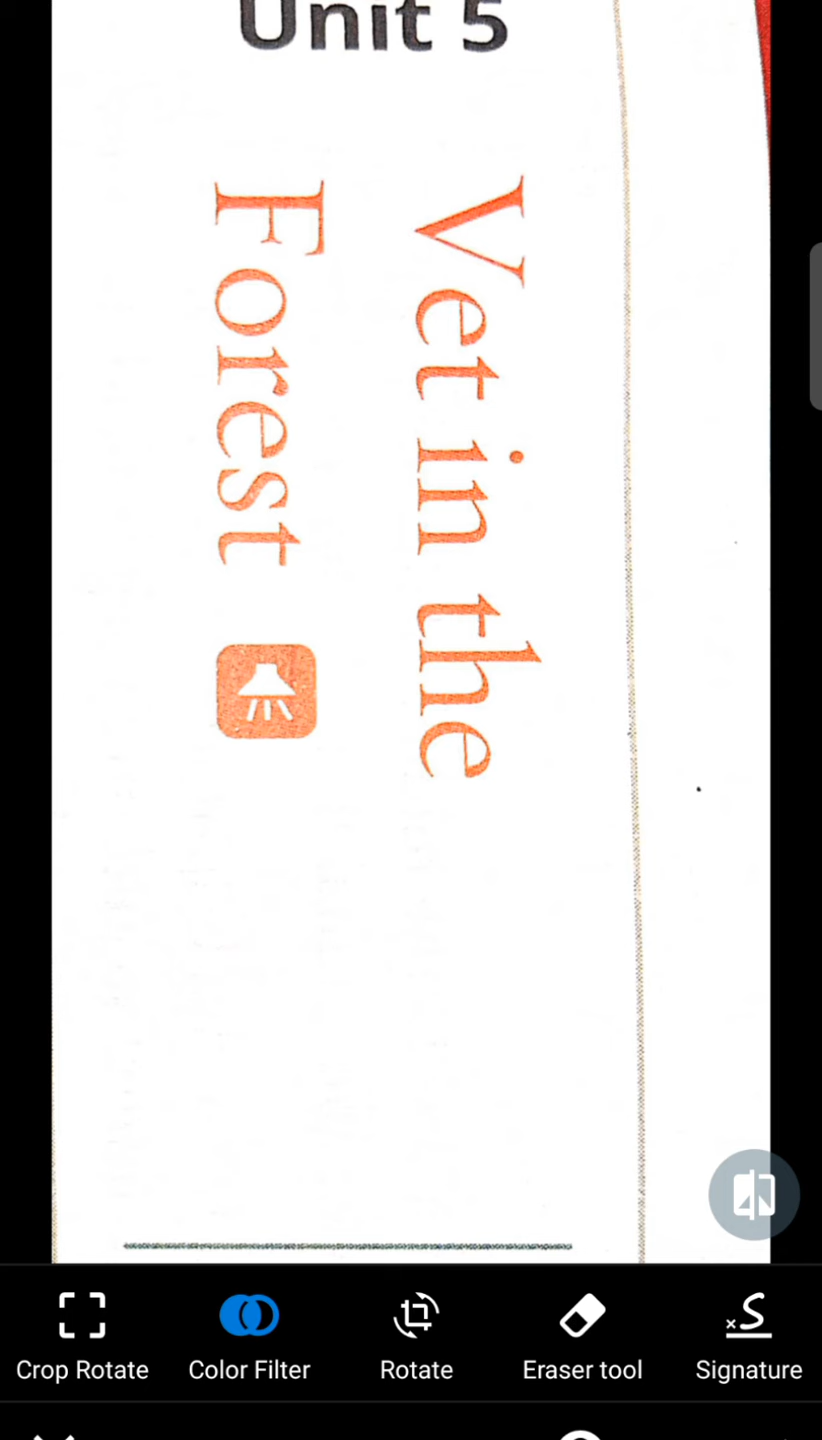 Unit 5
Vet in the
Forest
Crop Rotate
Color Filter
Rotate
Eraser tool
Signature